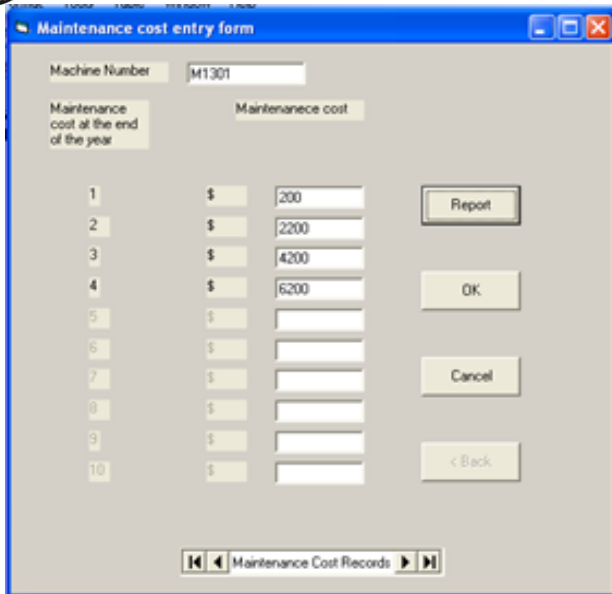 Maintenance cost entry form
Machine Number M1301
Maintenance cost at the end of the year
Maintanece cost
1 $ 200
2 $ 2200
3 $ 4200
4 $ 6200
5 $
6 $
7 $
8 $
9 $
10 $
Report
OK
Cancel
< Back
Maintenance Cost Records